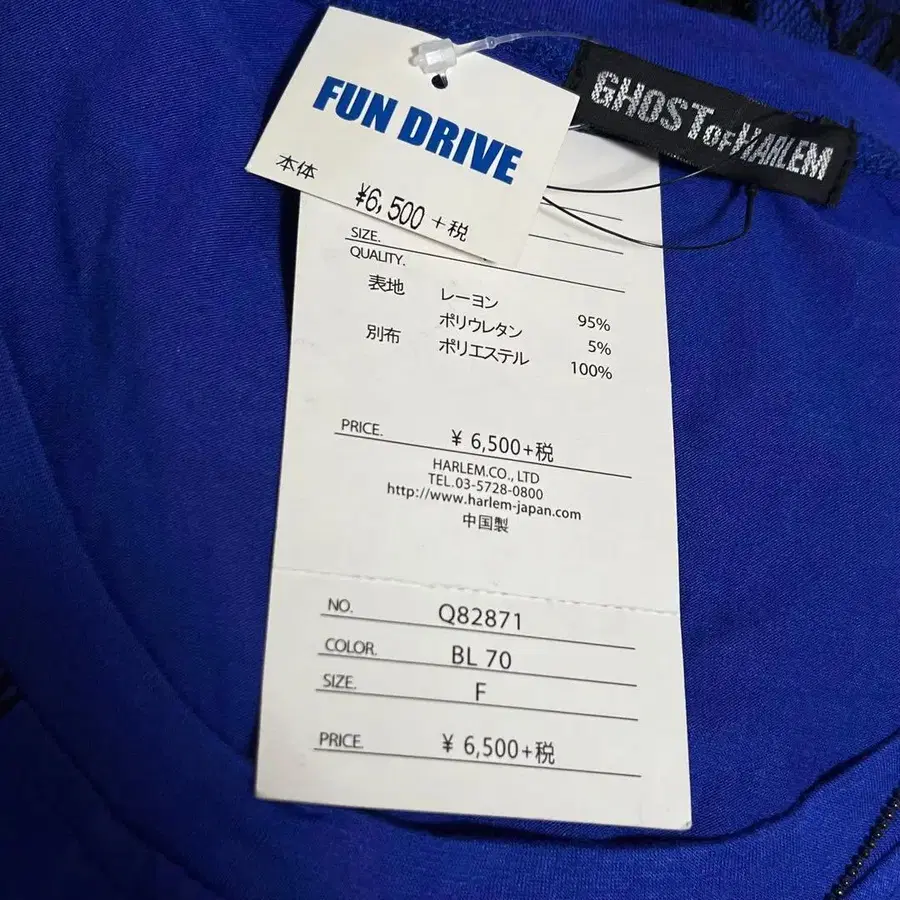 FUN DRIVE
本体
¥6,500+税
GHOST OF HARLEM
SIZE.
QUALITY.
表地 レーヨン 95%
ポリウレタン 5%
別布 ポリエステル 100%
PRICE. ¥ 6,500+税
HARLEM.CO., LTD
TEL.03-5728-0800
http://www.harlem-japan.com
中国製
NO. Q82871
COLOR. BL 70
SIZE. F
PRICE. ¥ 6,500+税